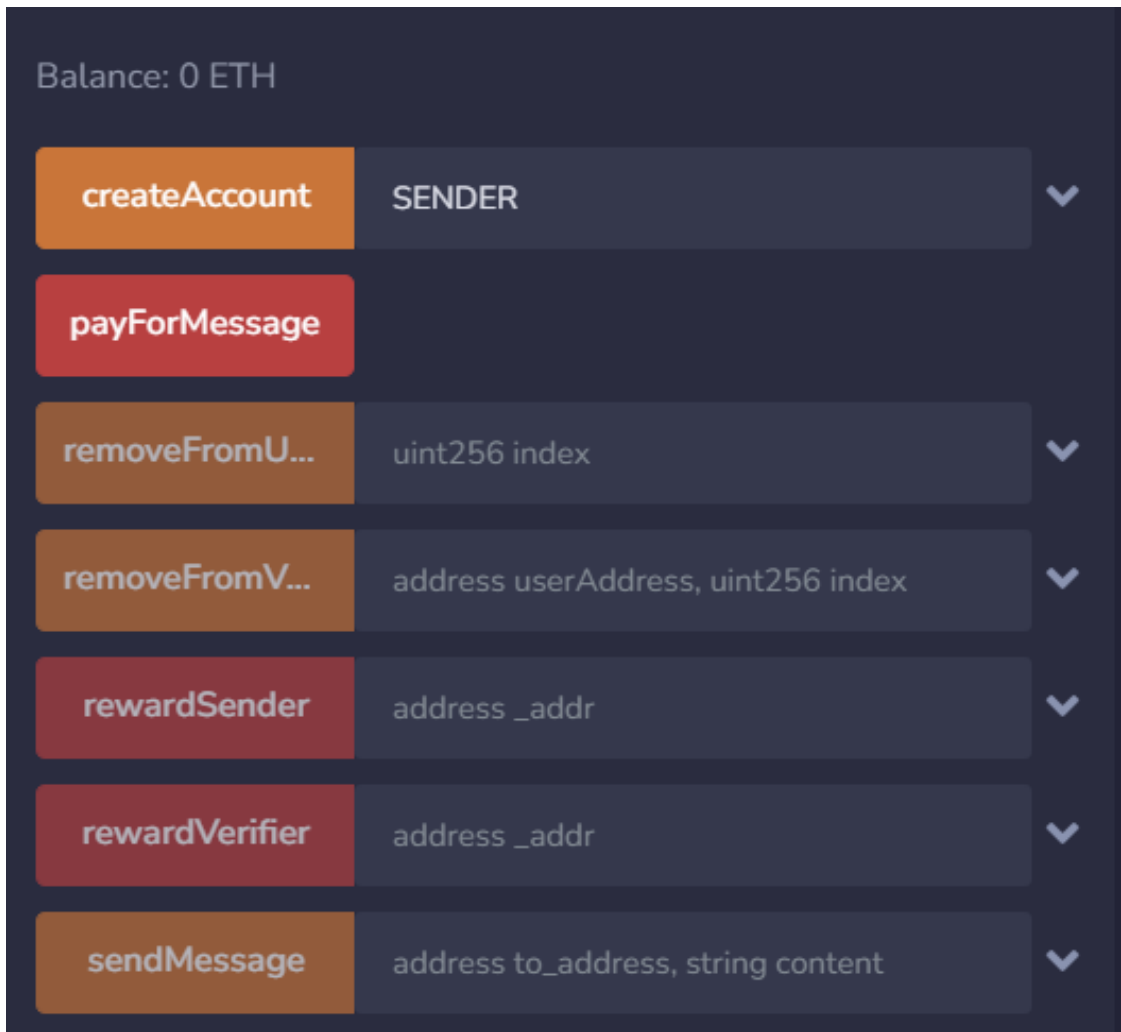 Balance: 0 ETH
createAccount SENDER
payForMessage
removeFromU... uint256 index
removeFromV... address userAddress, uint256 index
rewardSender address _addr
rewardVerifier address _addr
sendMessage address to_address, string content